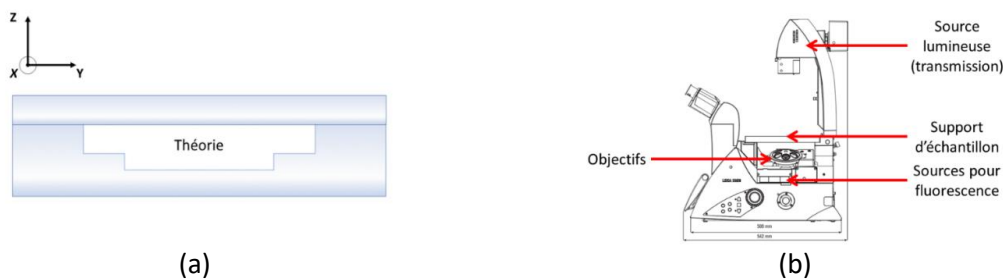 Z
X
Y
Théorie
(a)
Source
lumineuse
(transmission)
Support
d'échantillon
Objectifs
Sources pour
fluorescence
(b)